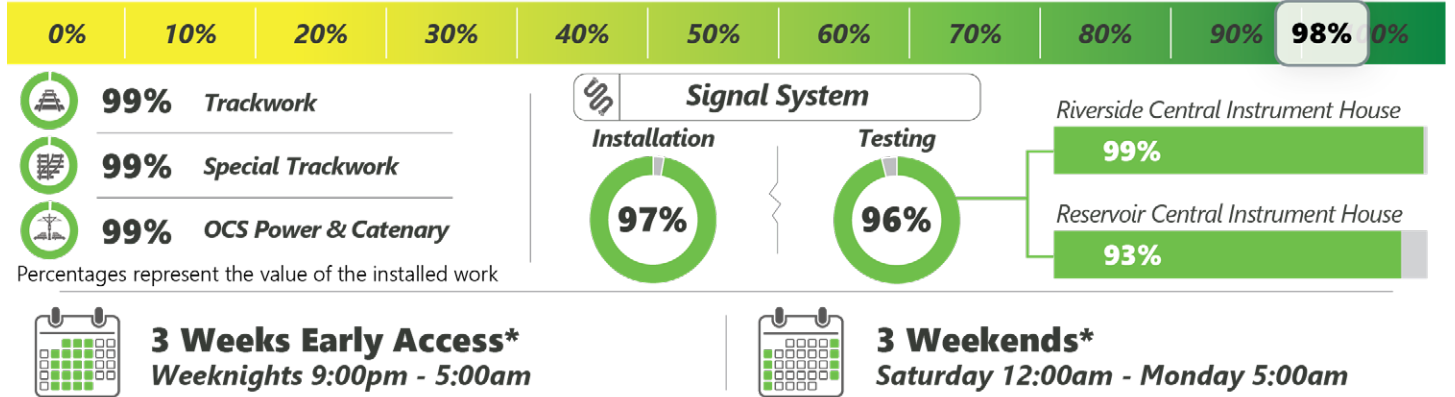 0% 10% 20% 30% 40% 50% 60% 70% 80% 90% 98% 00%
99% Trackwork
99% Special Trackwork
99% OCS Power & Catenary
Percentages represent the value of the installed work
Signal System
Installation
97%
Testing
96%
Riverside Central Instrument House
99%
Reservoir Central Instrument House
93%
3 Weeks Early Access*
Weeknights 9:00pm - 5:00am
3 Weekends*
Saturday 12:00am - Monday 5:00am